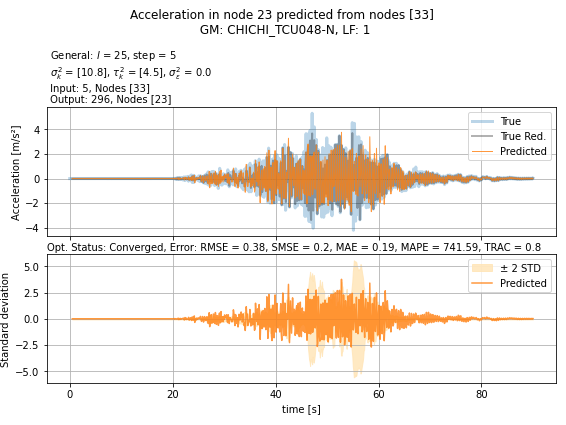 Acceleration in node 23 predicted from nodes [33]
GM: CHICHI_TCU048-N, LF: 1
General: l = 25, step = 5
σ²ₖ = [10.8], τ²ₖ = [4.5], σ²ε = 0.0
Input: 5, Nodes [33]
Output: 296, Nodes [23]
Acceleration [m/s²]
4
2
0
−2
−4
True
True Red.
Predicted
Opt. Status: Converged, Error: RMSE = 0.38, SMSE = 0.2, MAE = 0.19, MAPE = 741.59, TRAC = 0.8
Standard deviation
5.0
2.5
0.0
−2.5
−5.0
± 2 STD
Predicted
0
20
40
60
80
time [s]